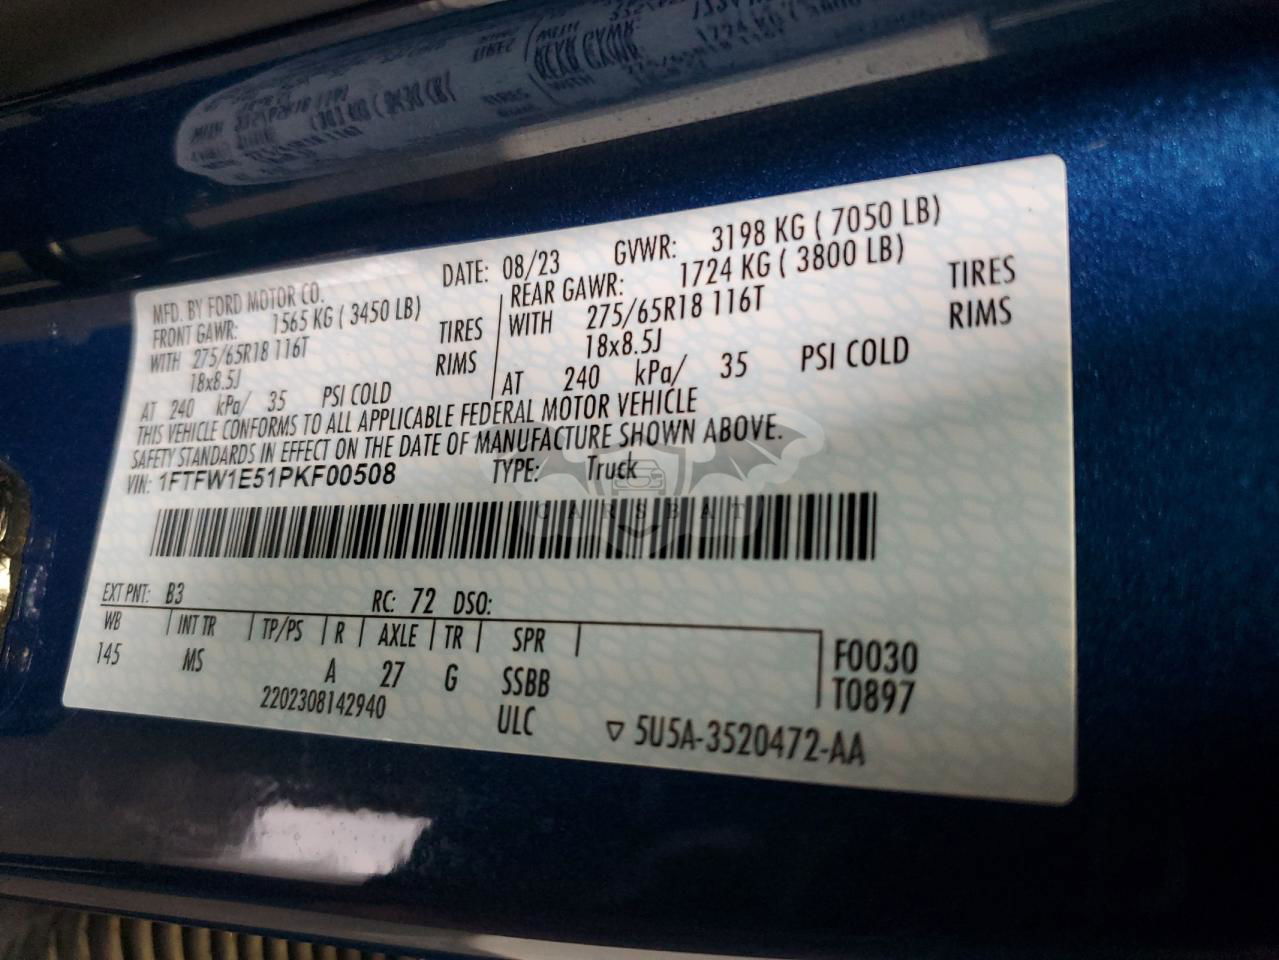 MFD. BY FORD MOTOR CO. DATE: 08/23 GVWR: 3198 KG ( 7050 LB)
FRONT GAWR: 1565 KG ( 3450 LB) REAR GAWR: 1724 KG ( 3800 LB)
WITH 275/65R18 116T TIRES WITH 275/65R18 116T TIRES
18x8.5J RIMS 18x8.5J RIMS
AT 240 kPa/ 35 PSI COLD AT 240 kPa/ 35 PSI COLD
THIS VEHICLE CONFORMS TO ALL APPLICABLE FEDERAL MOTOR VEHICLE
SAFETY STANDARDS IN EFFECT ON THE DATE OF MANUFACTURE SHOWN ABOVE.
VIN: 1FTFW1E51PKF00508 TYPE: Truck
CARSBAT
EXT PNT: B3 RC: 72 DSO:
WB INT TR TP/PS R AXLE TR SPR
145 MS A 27 G SSBB
F0030
T0897
2202308142940 ULC ▽ 5U5A-3520472-AA